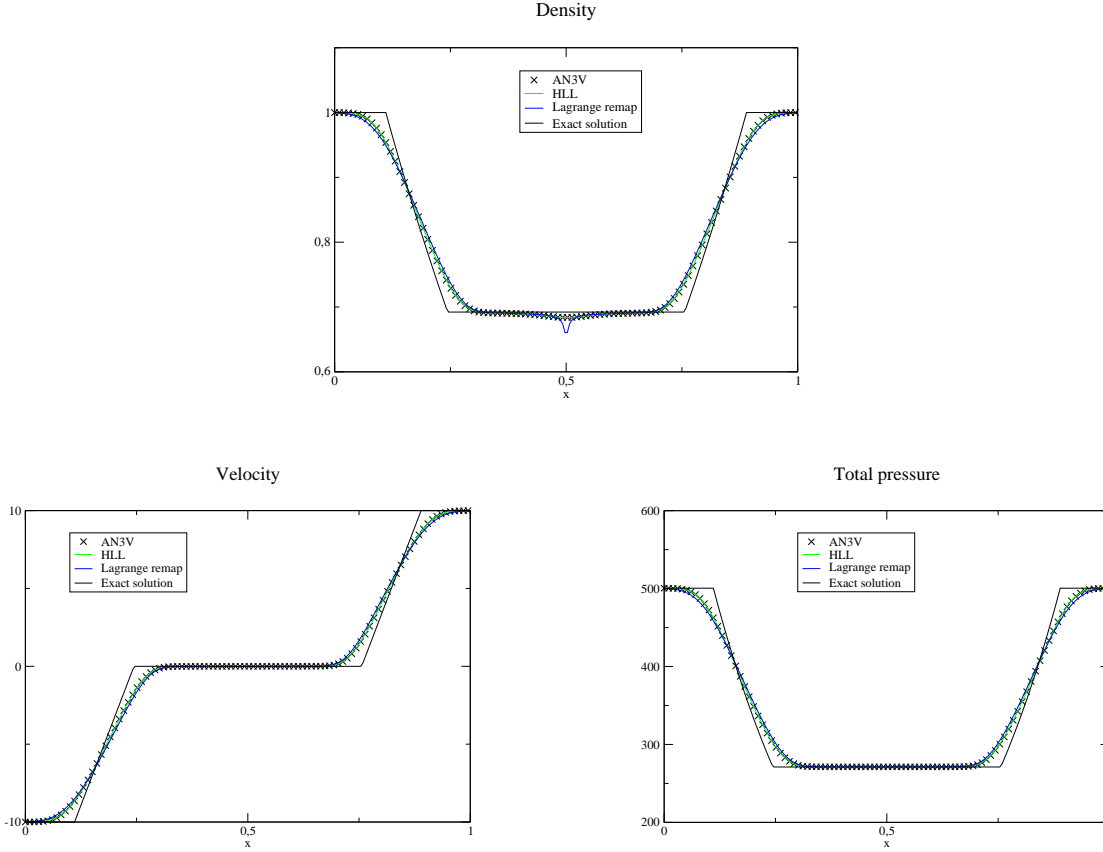 Density
AN3V
HLL
Lagrange remap
Exact solution
1
0,8
0,6
0
0,5
1
x
Velocity
AN3V
HLL
Lagrange remap
Exact solution
10
0
-10
0
0,5
1
x
Total pressure
AN3V
HLL
Lagrange remap
Exact solution
600
500
400
300
200
0
0,5
x